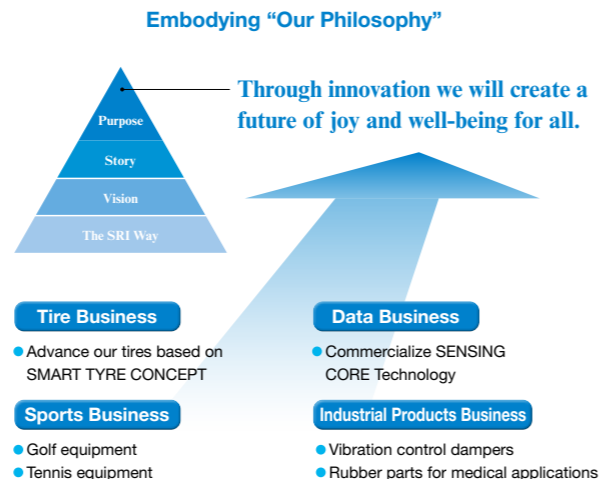 Embodying “Our Philosophy”
Through innovation we will create a
future of joy and well-being for all.
Purpose
Story
Vision
The SRI Way
Tire Business
Advance our tires based on
SMART TYRE CONCEPT
Data Business
Commercialize SENSING
CORE Technology
Sports Business
Golf equipment
Tennis equipment
Industrial Products Business
Vibration control dampers
Rubber parts for medical applications